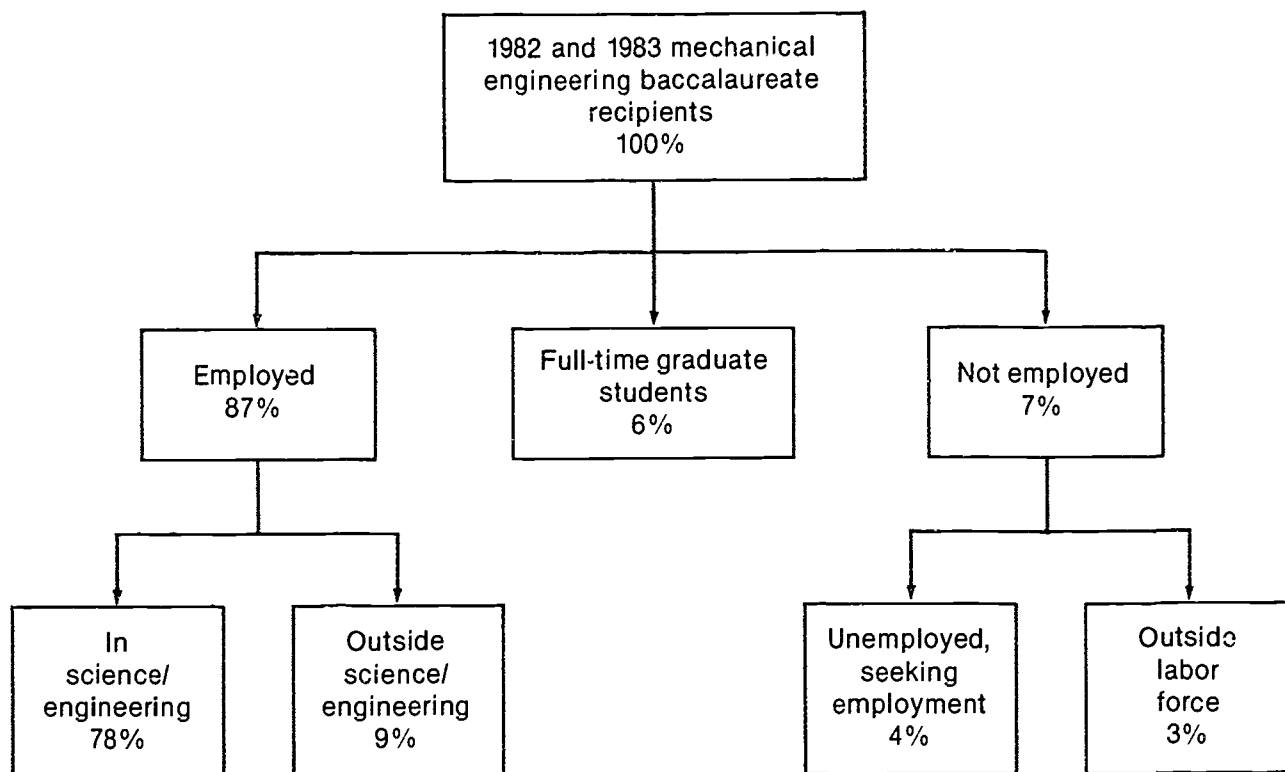 1982 and 1983 mechanical
engineering baccalaureate
recipients
100%
Employed
87%
Full-time graduate
students
6%
Not employed
7%
In
science/
engineering
78%
Outside
science/
engineering
9%
Unemployed,
seeking
employment
4%
Outside
labor
force
3%